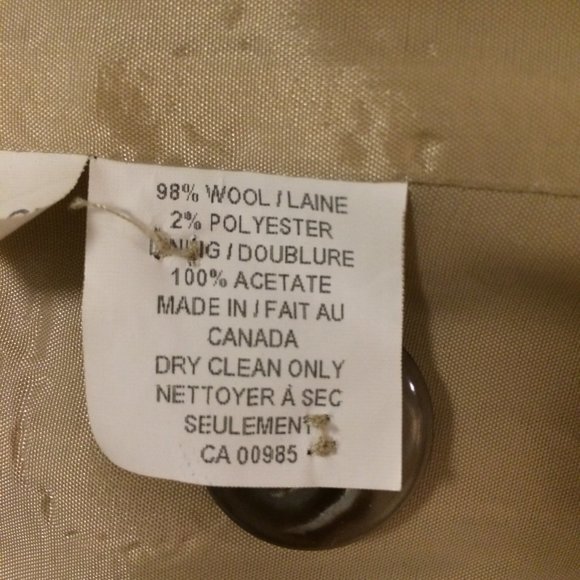 98% WOOL / LAINE
2% POLYESTER
LINING / DOUBLURE
100% ACETATE
MADE IN / FAIT AU
CANADA
DRY CLEAN ONLY
NETTOYER À SEC
SEULEMENT
CA 00985